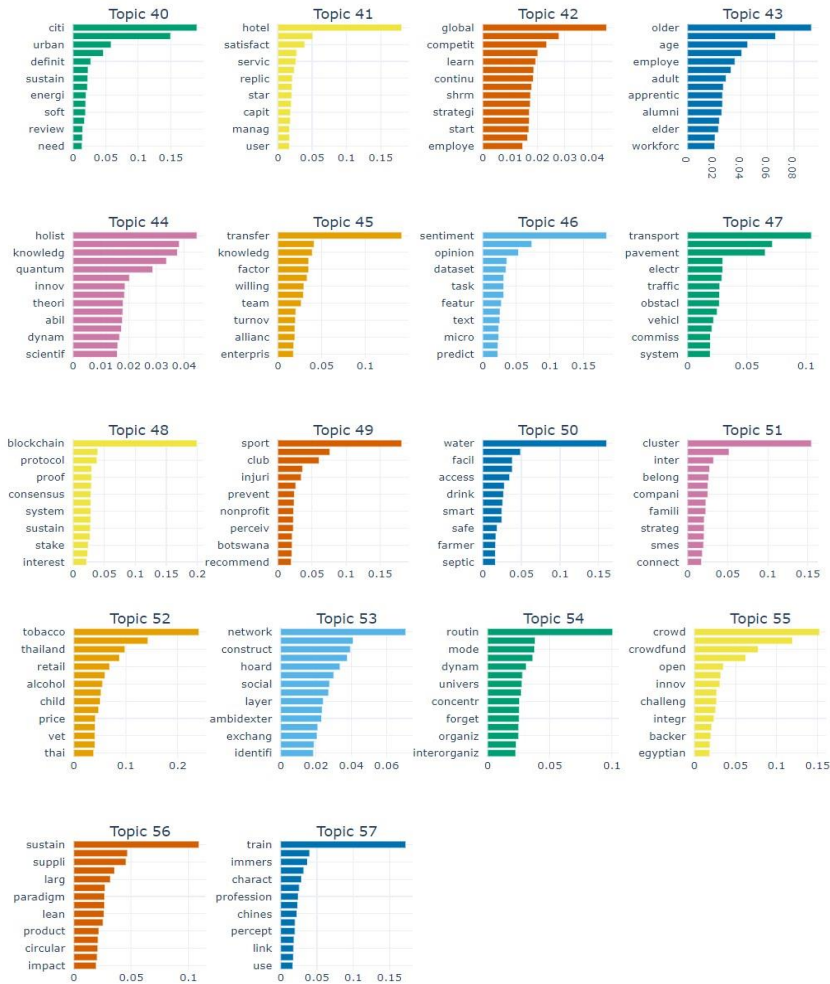 Topic 40
citi
urban
definit
sustain
energi
soft
review
need
0 0.05 0.1 0.15
Topic 41
hotel
satisfact
servic
replic
star
capit
manag
user
0 0.05 0.1 0.15
Topic 42
global
competit
learn
continu
shrm
strategi
start
employe
0 0.01 0.02 0.03 0.04
Topic 43
older
age
employe
adult
apprentic
alumni
elder
workforc
0 0.02 0.04 0.06 0.08
Topic 44
holist
knowledg
quantum
innov
theori
abil
dynam
scientif
0 0.01 0.02 0.03 0.04
Topic 45
transfer
knowledg
factor
willing
team
turnov
allianc
enterpris
0 0.05 0.1
Topic 46
sentiment
opinion
dataset
task
featur
text
micro
predict
0 0.05 0.1 0.15
Topic 47
transport
pavement
electr
traffic
obstacl
vehicl
commiss
system
0 0.05 0.1
Topic 48
blockchain
protocol
proof
consensus
system
sustain
stake
interest
0 0.05 0.1 0.15 0.2
Topic 49
sport
club
injuri
prevent
nonprofit
perceiv
botswana
recommend
0 0.05 0.1 0.15
Topic 50
water
facil
access
drink
smart
safe
farmer
septic
0 0.05 0.1 0.15
Topic 51
cluster
inter
belong
compani
famili
strateg
smes
connect
0 0.05 0.1 0.15
Topic 52
tobacco
thailand
retail
alcohol
child
price
vet
thai
0 0.1 0.2
Topic 53
network
construct
hoard
social
layer
ambidexter
exchang
identifi
0 0.02 0.04 0.06
Topic 54
routin
mode
dynam
univers
concentr
forget
organiz
interorganiz
0 0.05 0.1
Topic 55
crowd
crowdfund
open
innov
challeng
integr
backer
egyptian
0 0.05 0.1 0.15
Topic 56
sustain
suppli
larg
paradigm
lean
product
circular
impact
0 0.05 0.1
Topic 57
train
immers
charact
profession
chines
percept
link
use
0 0.05 0.1 0.15